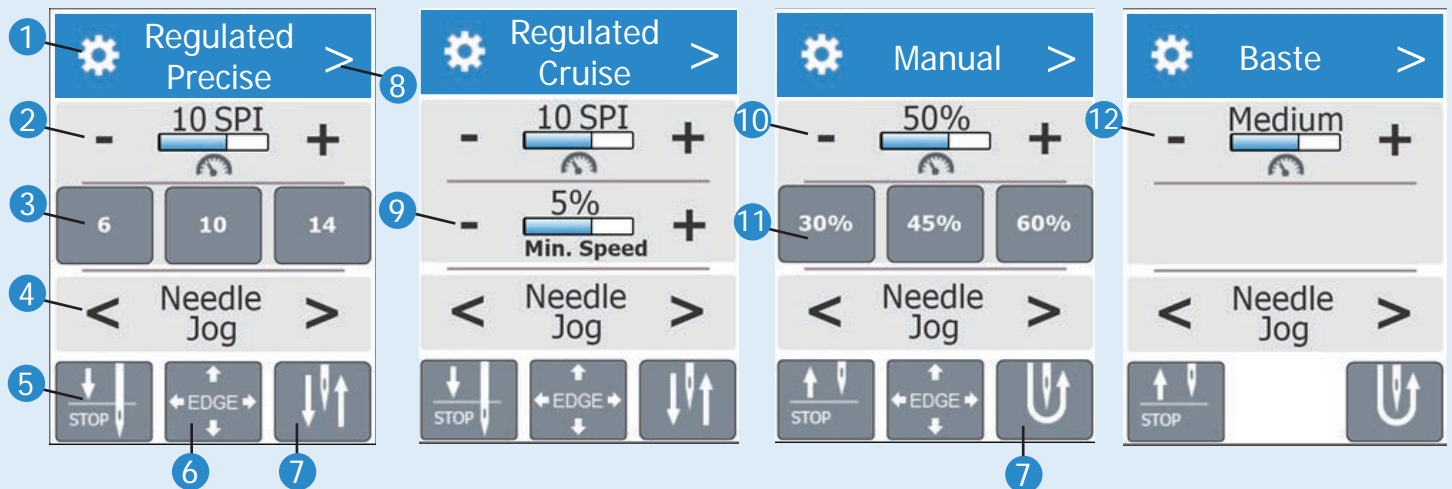 1
Regulated
Precise
>
8
2
-
10 SPI
+
3
6
10
14
4
<
Needle
Jog
>
5
STOP
EDGE
6
7
Regulated
Cruise
>
-
10 SPI
+
9
-
5%
+
Min. Speed
<
Needle
Jog
>
STOP
EDGE
Manual
>
10
-
50%
+
11
30%
45%
60%
<
Needle
Jog
>
STOP
EDGE
7
Baste
>
12
-
Medium
+
<
Needle
Jog
>
STOP